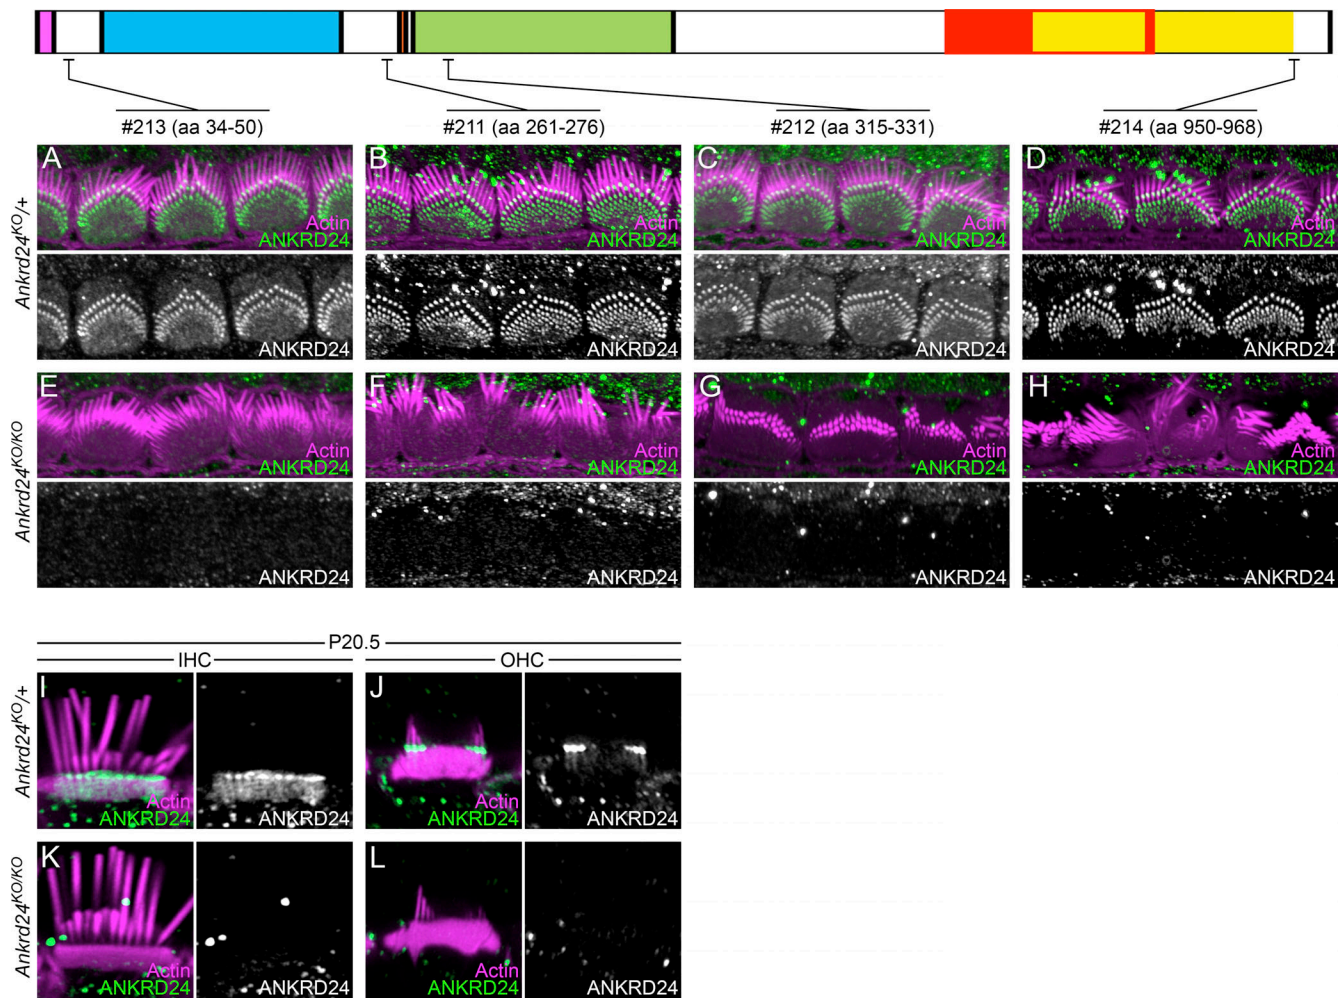 #213 (aa 34-50)
#211 (aa 261-276)
#212 (aa 315-331)
#214 (aa 950-968)
Ankrd24KO/+
A
Actin
ANKRD24
ANKRD24
B
Actin
ANKRD24
ANKRD24
C
Actin
ANKRD24
ANKRD24
D
Actin
ANKRD24
ANKRD24
Ankrd24KO/KO
E
Actin
ANKRD24
ANKRD24
F
Actin
ANKRD24
ANKRD24
G
Actin
ANKRD24
ANKRD24
H
Actin
ANKRD24
ANKRD24
P20.5
IHC
OHC
Ankrd24KO/+
I
Actin
ANKRD24
ANKRD24
J
Actin
ANKRD24
ANKRD24
Ankrd24KO/KO
K
Actin
ANKRD24
ANKRD24
L
Actin
ANKRD24
ANKRD24